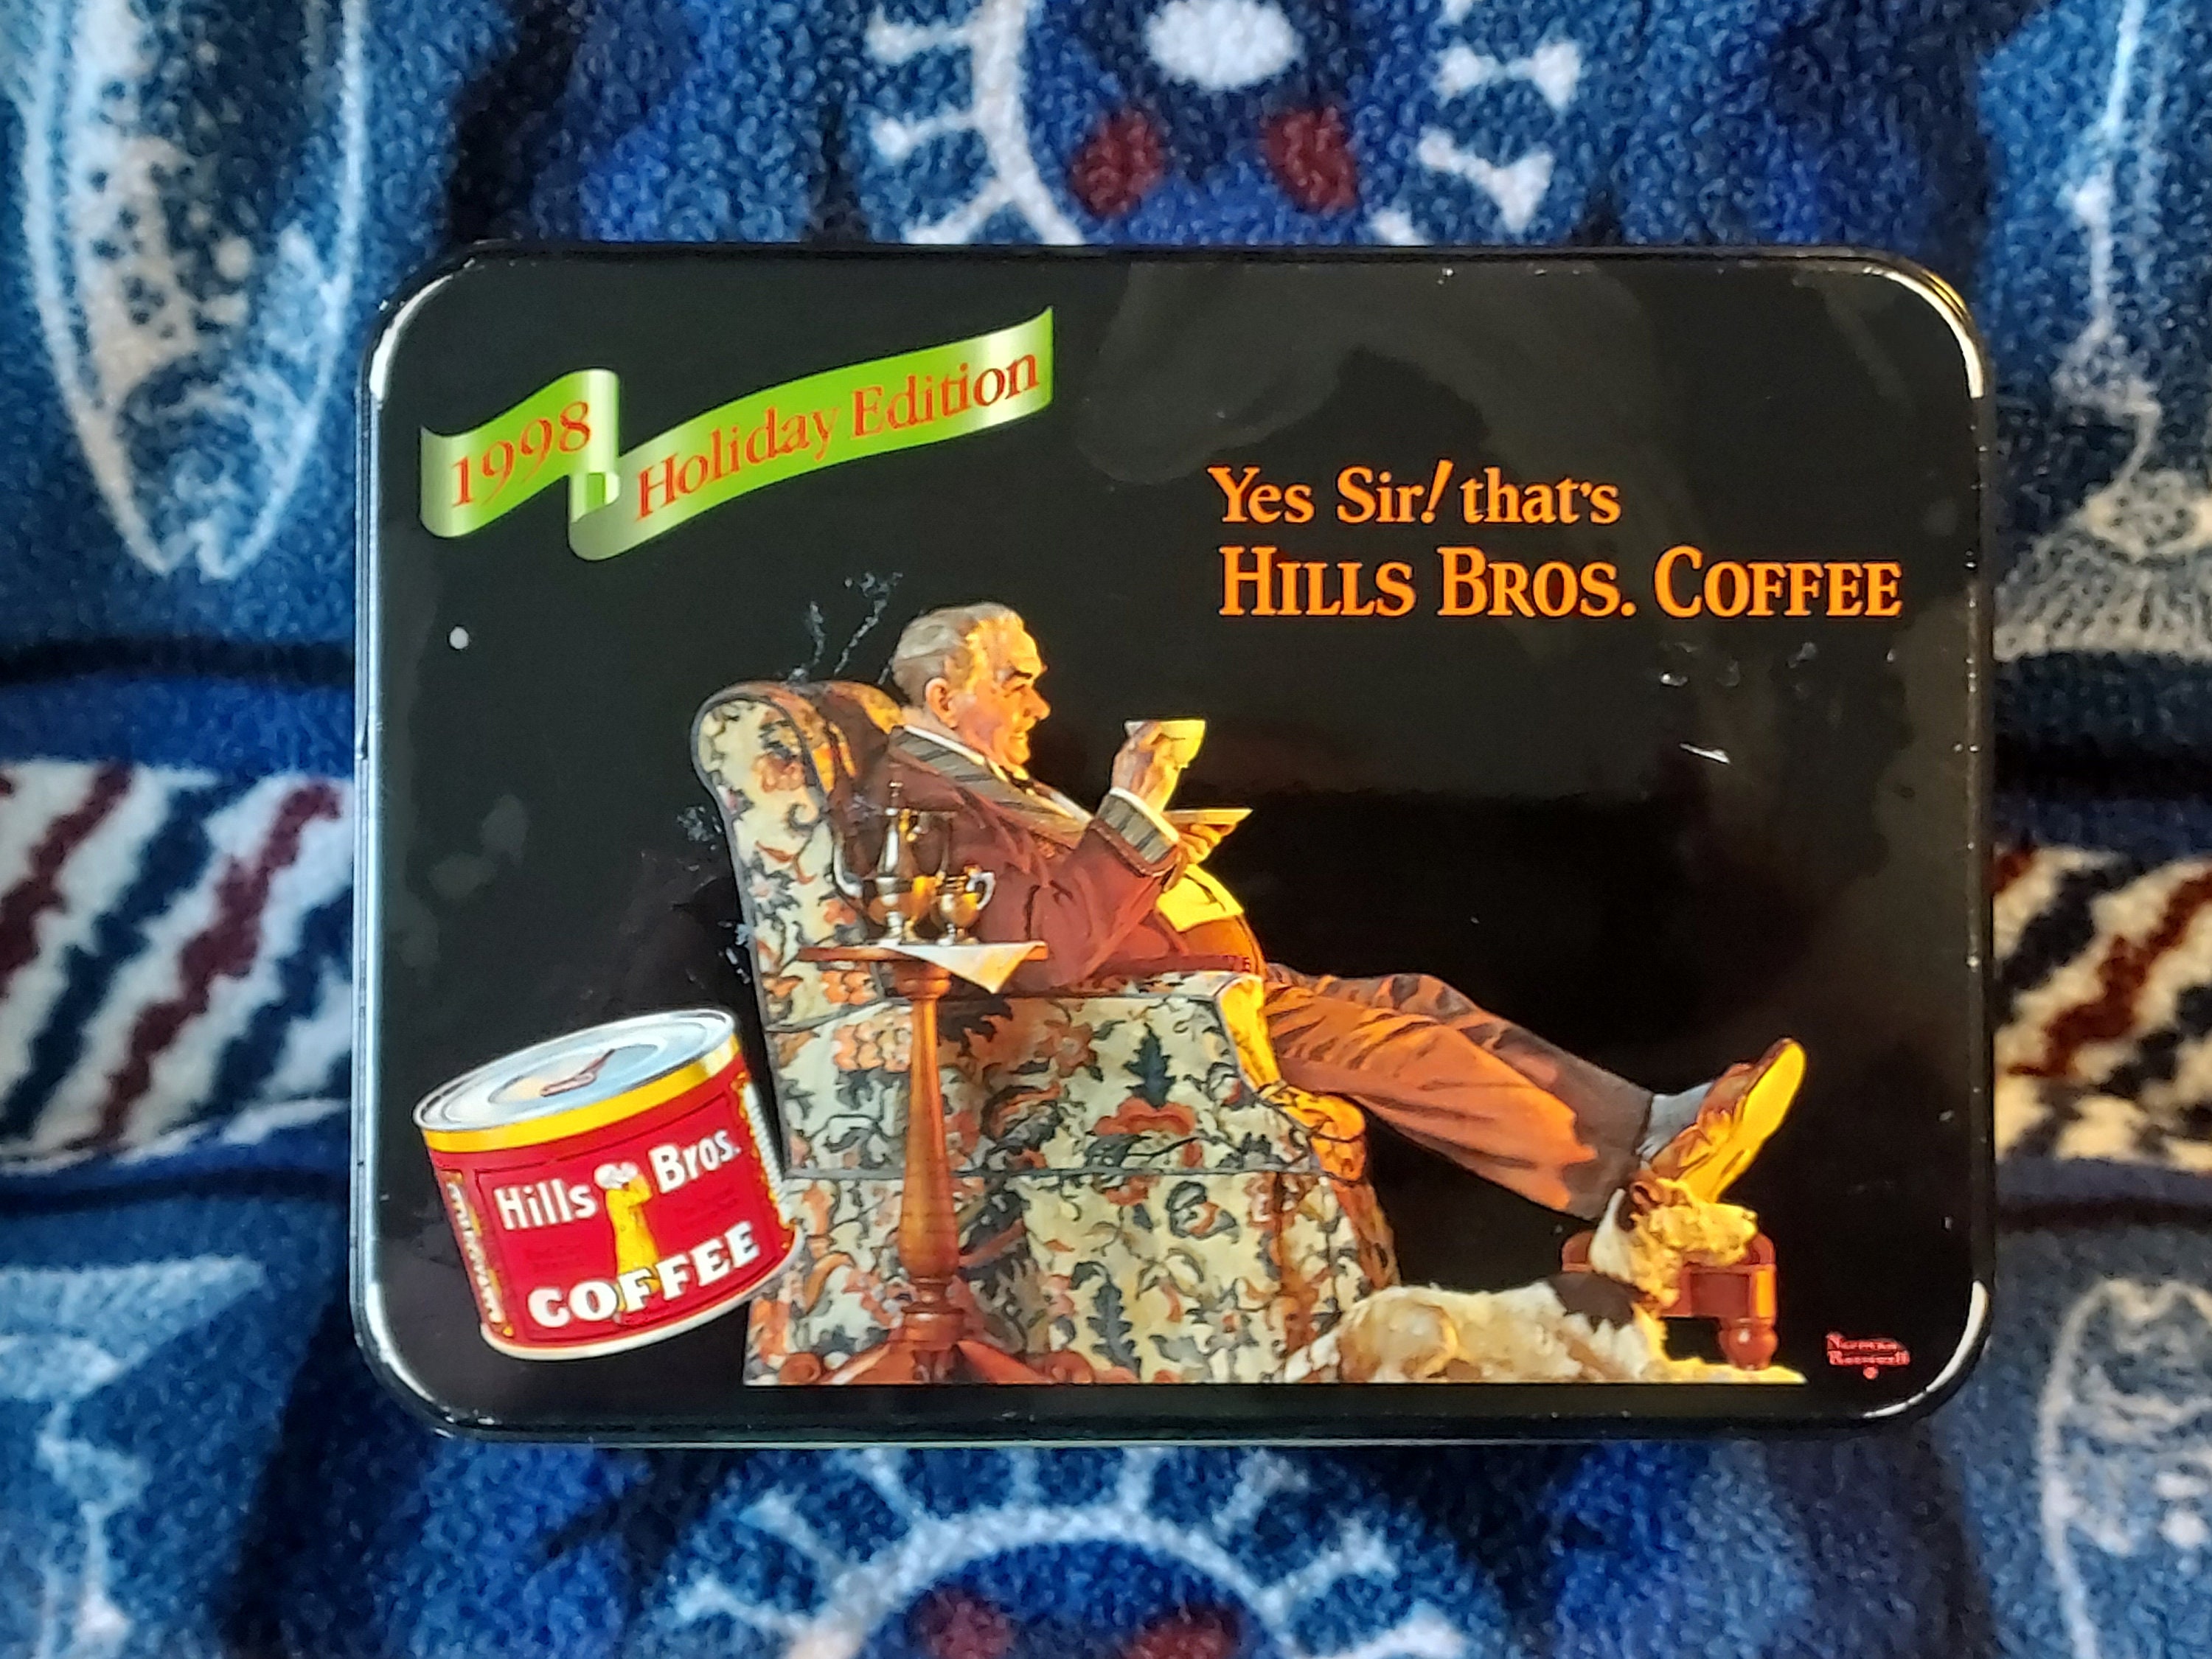 1998 Holiday Edition
Yes Sir! that's
HILLS BROS. COFFEE
Hills Bros.
COFFEE
Norman
Rockwell